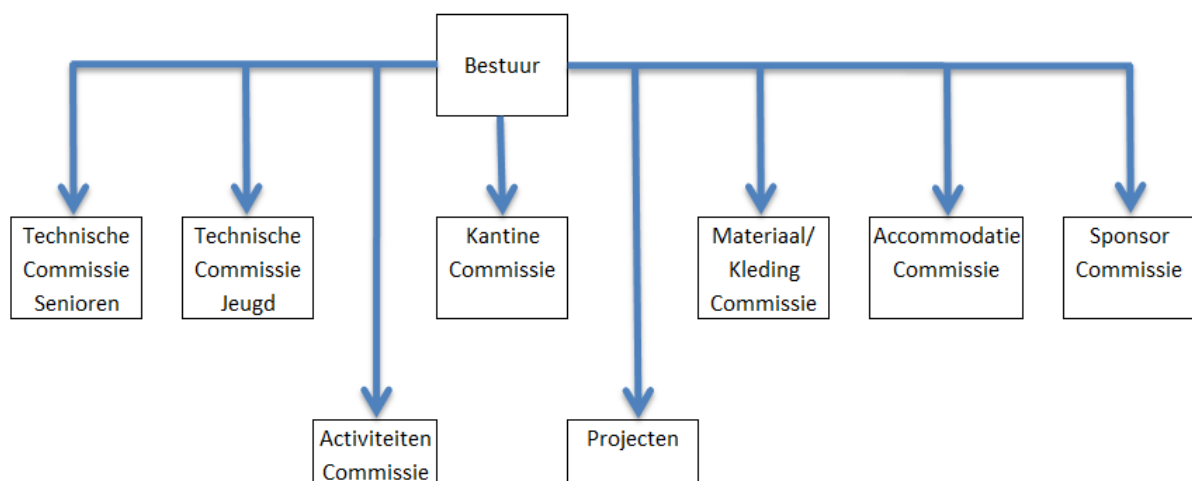 Bestuur
Technische
Commissie
Senioren
Technische
Commissie
Jeugd
Kantine
Commissie
Materiaal/
Kleding
Commissie
Accommodatie
Commissie
Sponsor
Commissie
Activiteiten
Commissie
Projecten